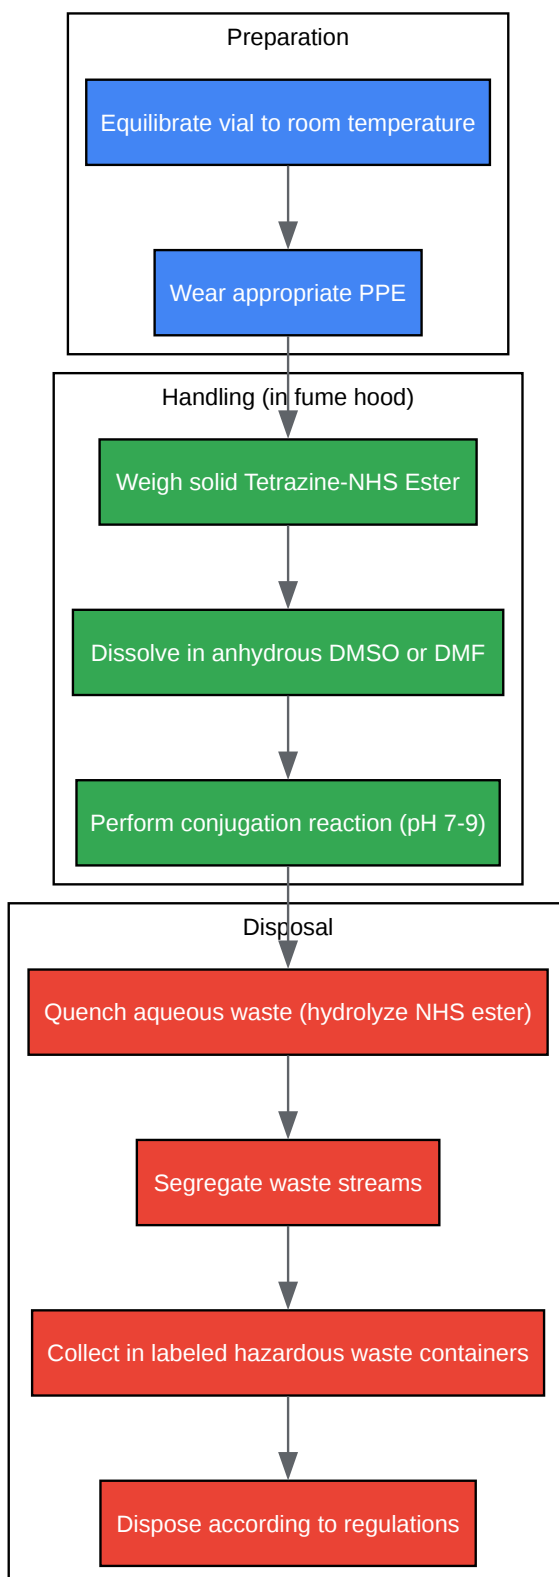 Preparation
Equilibrate vial to room temperature
Wear appropriate PPE
Handling (in fume hood)
Weigh solid Tetrazine-NHS Ester
Dissolve in anhydrous DMSO or DMF
Perform conjugation reaction (pH 7-9)
Disposal
Quench aqueous waste (hydrolyze NHS ester)
Segregate waste streams
Collect in labeled hazardous waste containers
Dispose according to regulations